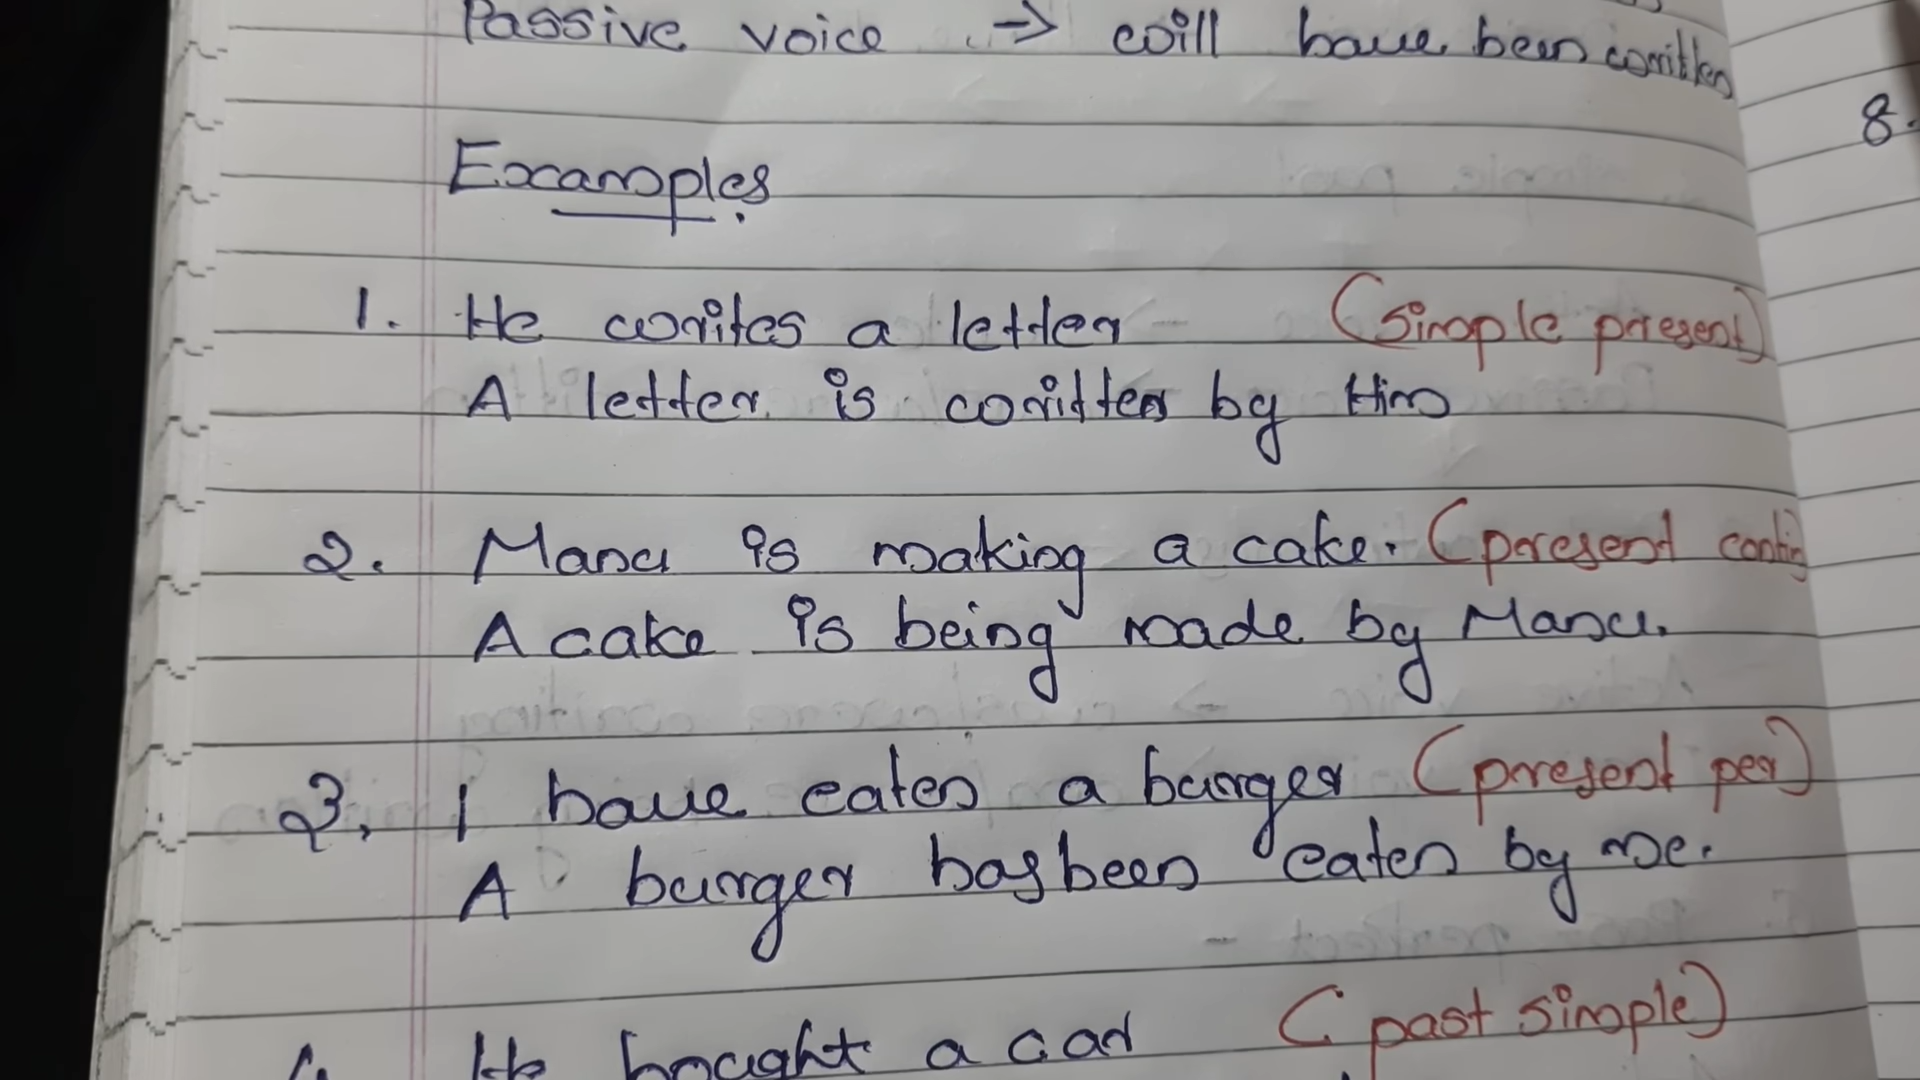 Passive voice → will have been written
8.
Examples
1. He writes a letter - (Simple present)
A letter is written by Him
2. Manu is making a cake. (present contin
A cake is being made by Manu.
3. I have eaten a burger (present per)
A burger has been eaten by me.
4. He bought a car (past simple)